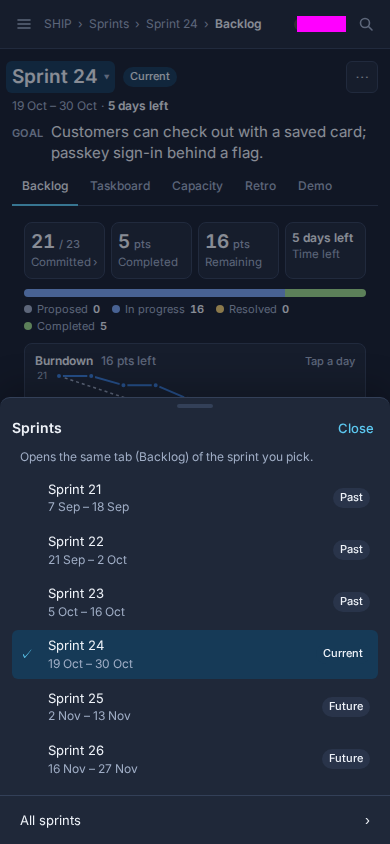 SHIP › Sprints › Sprint 24 › Backlog
Sprint 24 ▾ Current ...
19 Oct – 30 Oct · 5 days left
GOAL Customers can check out with a saved card;
passkey sign-in behind a flag.
Backlog Taskboard Capacity Retro Demo
21 / 23 5 pts 16 pts 5 days left
Committed › Completed Remaining Time left
Proposed 0 In progress 16 Resolved 0
Completed 5
Burndown 16 pts left Tap a day
21
Sprints Close
Opens the same tab (Backlog) of the sprint you pick.
Sprint 21
7 Sep – 18 Sep Past
Sprint 22
21 Sep – 2 Oct Past
Sprint 23
5 Oct – 16 Oct Past
✓ Sprint 24
19 Oct – 30 Oct Current
Sprint 25
2 Nov – 13 Nov Future
Sprint 26
16 Nov – 27 Nov Future
All sprints ›